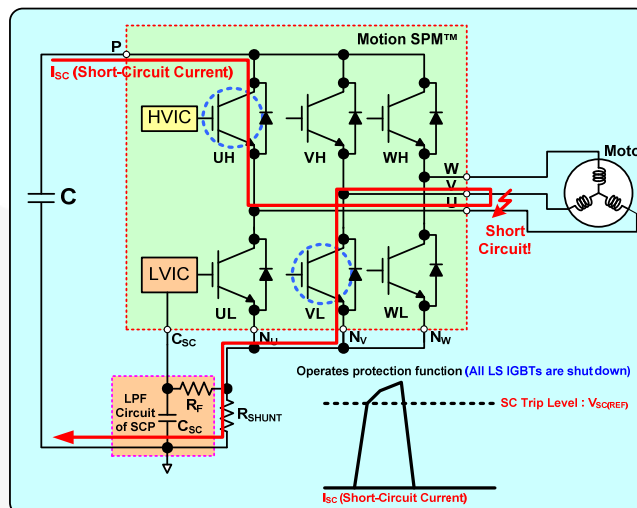 P
Motion SPM™
I_SC (Short-Circuit Current)
HVIC
UH
VH
WH
W
V
U
Moto
C
Short
Circuit!
LVIC
UL
VL
WL
C_SC
N_U
N_V
N_W
LPF
Circuit
of SCP
R_F
C_SC
R_SHUNT
Operates protection function (All LS IGBTs are shut down)
SC Trip Level : V_SC(REF)
I_SC (Short-Circuit Current)